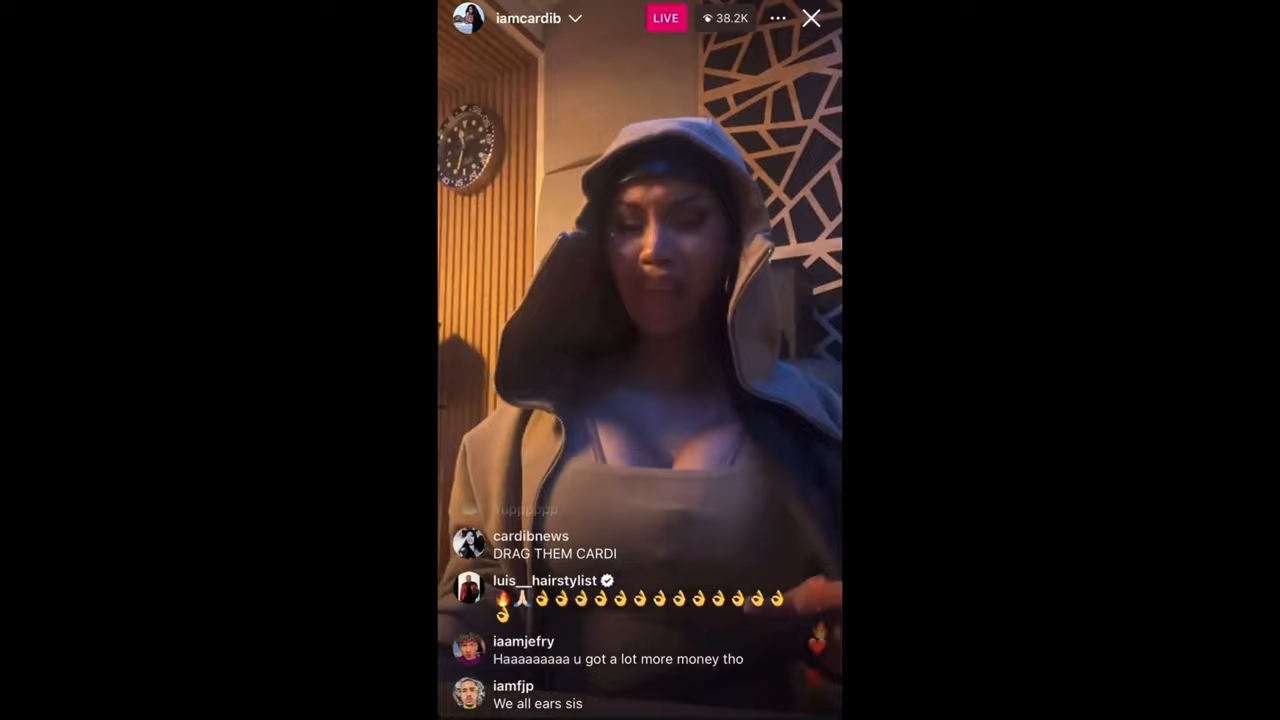 iamcardib
LIVE
38.2K
Yupppppp
cardibnews
DRAG THEM CARDI
luis__hairstylist
🔥🙏🏻👌👌👌👌👌👌👌👌👌👌👌👌👌
👌
iaamjefry
Haaaaaaaaa u got a lot more money tho
iamfjp
We all ears sis